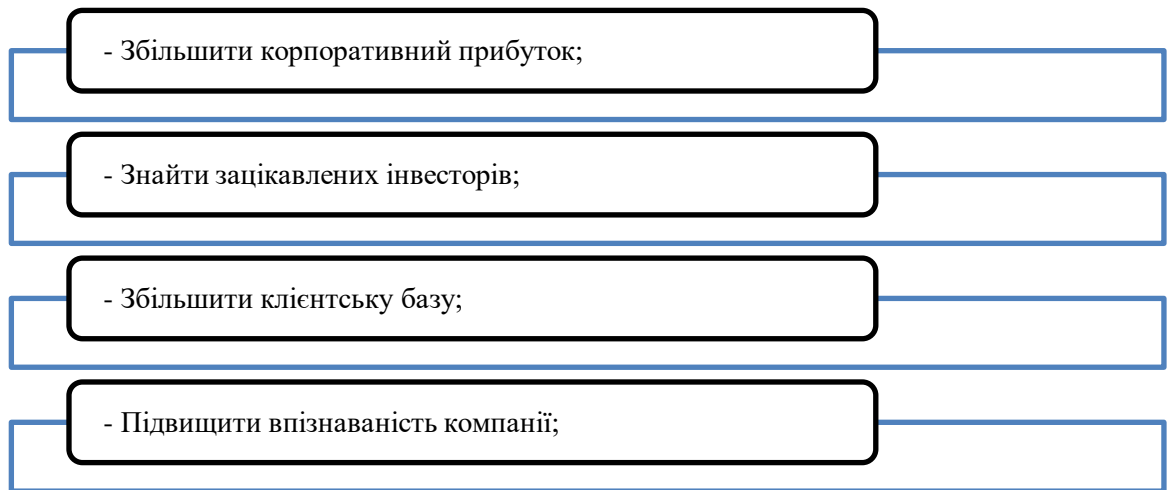 - Збільшити корпоративний прибуток;
- Знайти зацікавлених інвесторів;
- Збільшити клієнтську базу;
- Підвищити впізнаваність компанії;